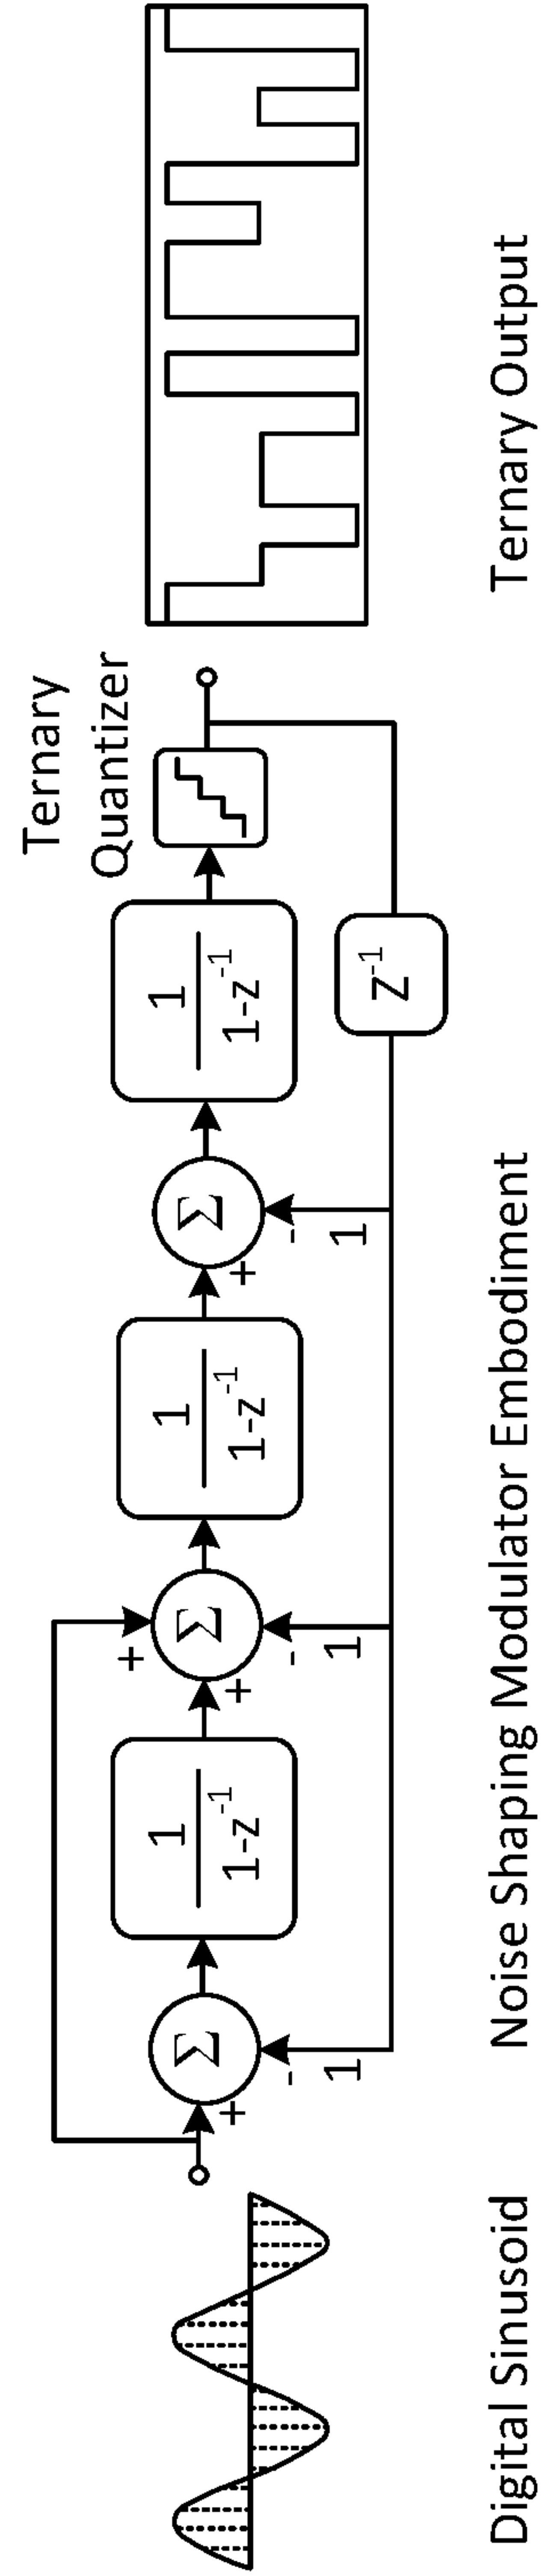 Ternary
Quantizer
+
Σ
+
-
1
1
1-z-1
+
+
Σ
-
1
1
1-z-1
+
Σ
-
1
1
1-z-1
z-1
Digital Sinusoid
Noise Shaping Modulator Embodiment
Ternary Output